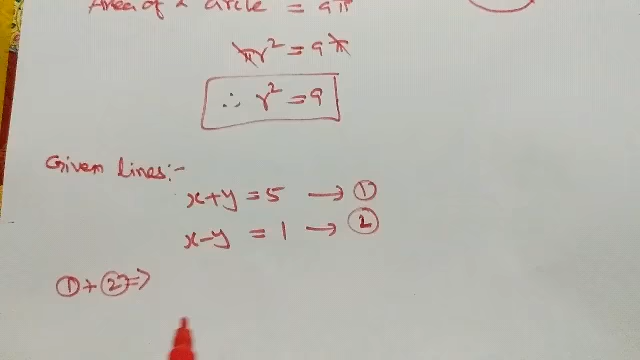 Area of a circle = 9π
πr² = 9π
∴ r² = 9
Given lines:-
x+y = 5 → ①
x-y = 1 → ②
①+②⇒